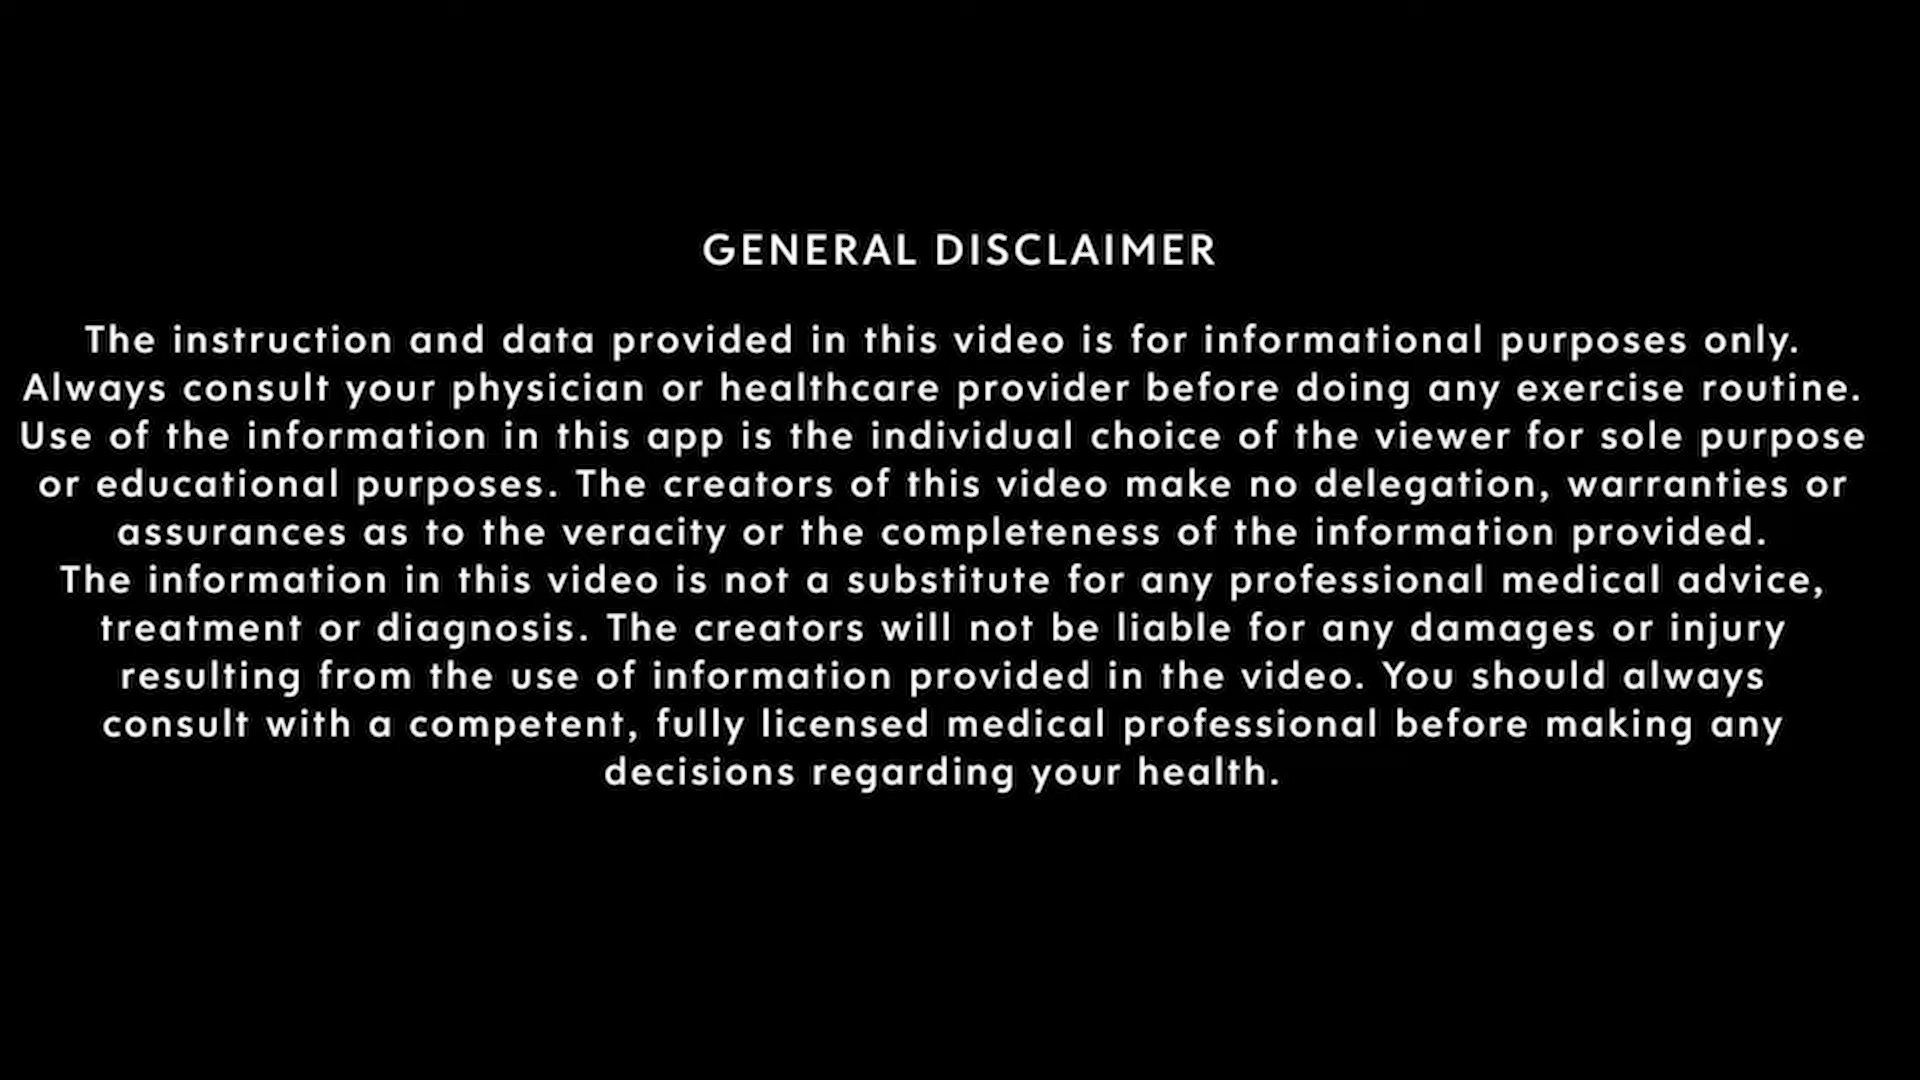 GENERAL DISCLAIMER
The instruction and data provided in this video is for informational purposes only.
Always consult your physician or healthcare provider before doing any exercise routine.
Use of the information in this app is the individual choice of the viewer for sole purpose
or educational purposes. The creators of this video make no delegation, warranties or
assurances as to the veracity or the completeness of the information provided.
The information in this video is not a substitute for any professional medical advice,
treatment or diagnosis. The creators will not be liable for any damages or injury
resulting from the use of information provided in the video. You should always
consult with a competent, fully licensed medical professional before making any
decisions regarding your health.